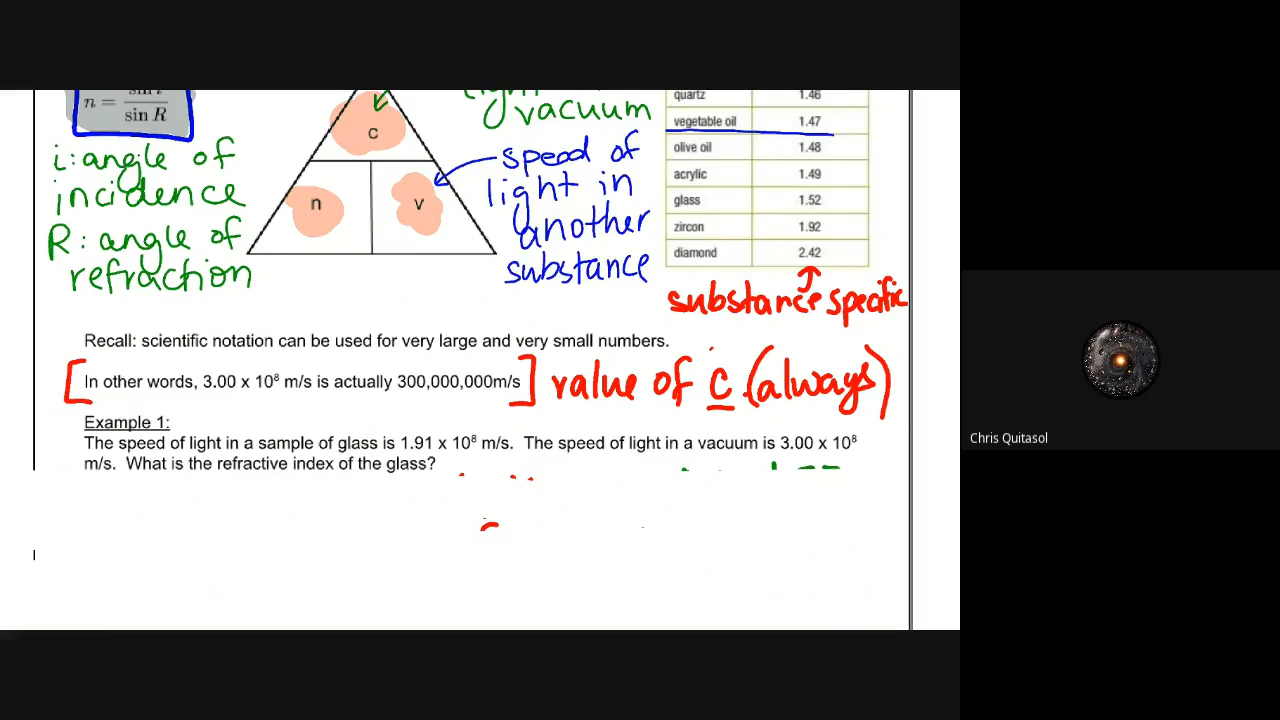 n = sin R
i: angle of
incidence
R: angle of
refraction
c
n
v
vacuum
speed of
light in
another
substance
quartz 1.46
vegetable oil 1.47
olive oil 1.48
acrylic 1.49
glass 1.52
zircon 1.92
diamond 2.42
substance specific
Recall: scientific notation can be used for very large and very small numbers.
[In other words, 3.00 x 10⁸ m/s is actually 300,000,000m/s] value of c (always)
Example 1:
The speed of light in a sample of glass is 1.91 x 10⁸ m/s. The speed of light in a vacuum is 3.00 x 10⁸
m/s. What is the refractive index of the glass?
Chris Quitasol